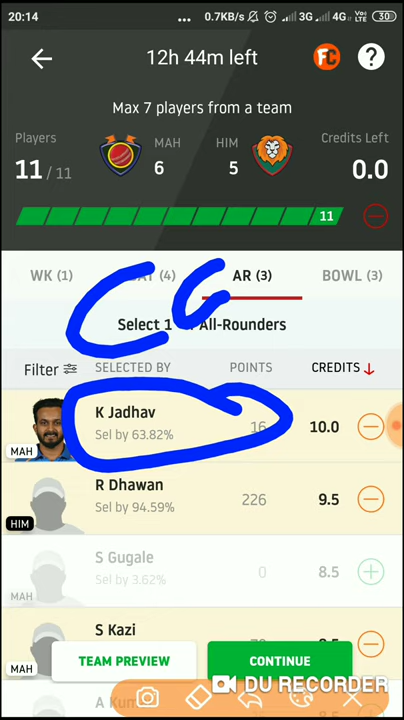 20:14 ... 0.7KB/s 3G 4G Vo LTE 30
12h 44m left FC ?
Max 7 players from a team
Players MAH HIM Credits Left
11 / 11 6 5 0.0
11
WK (1) (4) AR (3) BOWL (3)
Select 1 All-Rounders
Filter SELECTED BY POINTS CREDITS
K Jadhav
Sel by 63.82% 16 10.0
MAH
R Dhawan
Sel by 94.59% 226 9.5
HIM
S Gugale
Sel by 3.62% 0 8.5
MAH
S Kazi
MAH
TEAM PREVIEW CONTINUE
DU RECORDER